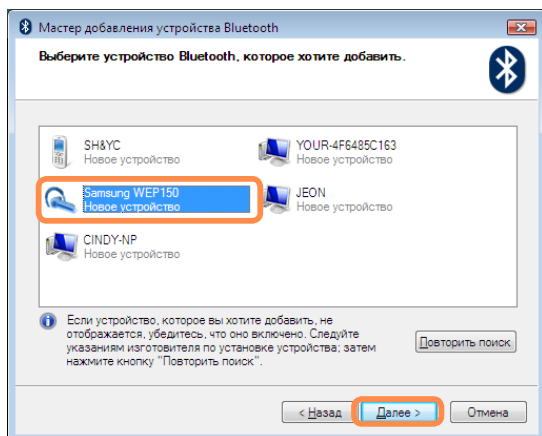 Мастер добавления устройства Bluetooth
Выберите устройство Bluetooth, которое хотите добавить.
SH&YC
Новое устройство
YOUR-4F6485C163
Новое устройство
Samsung WEP150
Новое устройство
JEON
Новое устройство
CINDY-NP
Новое устройство
Если устройство, которое вы хотите добавить, не
отображается, убедитесь, что оно включено. Следуйте
указаниям изготовителя по установке устройства; затем
нажмите кнопку "Повторить поиск".
Повторить поиск
< Назад
Далее >
Отмена